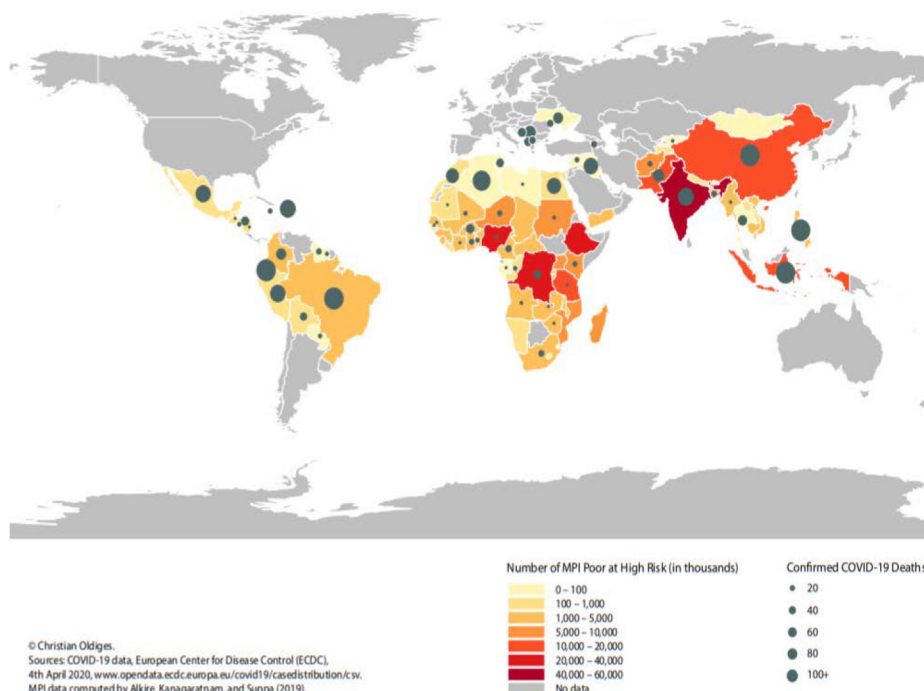 Number of MPI Poor at High Risk (in thousands)
0 – 100
100 – 1,000
1,000 – 5,000
5,000 – 10,000
10,000 – 20,000
20,000 – 40,000
40,000 – 60,000
No data
Confirmed COVID-19 Deaths
20
40
60
80
100+
© Christian Oldiges.
Sources: COVID-19 data, European Center for Disease Control (ECDC),
4th April 2020, www.opendata.ecdc.europa.eu/covid19/casedistribution/csv.
MPI data computed by Alkire, Kanagaratnam, and Suppa (2019)